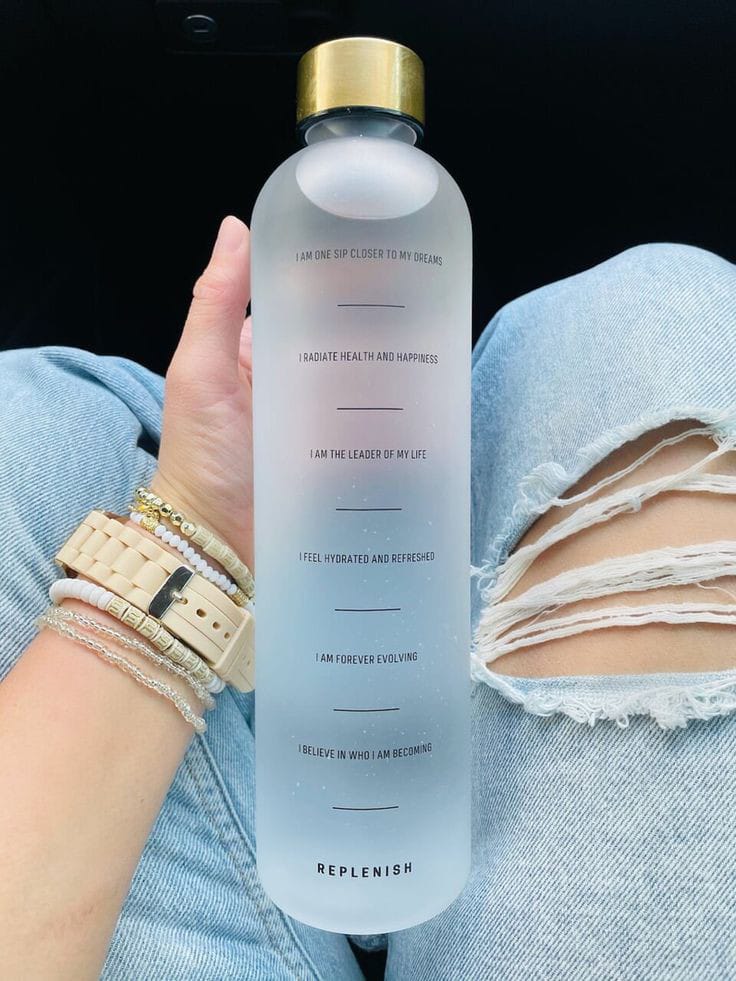 I AM ONE SIP CLOSER TO MY DREAMS
I RADIATE HEALTH AND HAPPINESS
I AM THE LEADER OF MY LIFE
I FEEL HYDRATED AND REFRESHED
I AM FOREVER EVOLVING
I BELIEVE IN WHO I AM BECOMING
REPLENISH